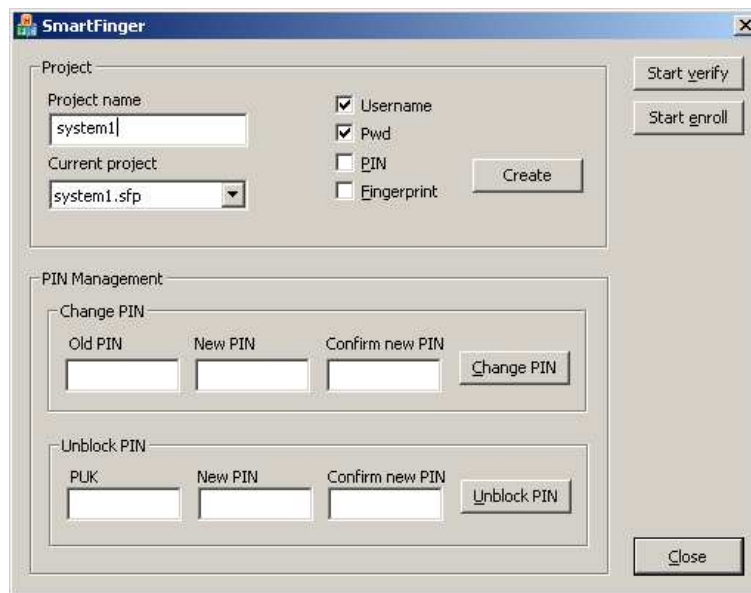 SmartFinger
Project
Project name
system1
Current project
system1.sfp
Username
Pwd
PIN
Fingerprint
Create
Start verify
Start enroll
PIN Management
Change PIN
Old PIN New PIN Confirm new PIN
Change PIN
Unblock PIN
PUK New PIN Confirm new PIN
Unblock PIN
Close